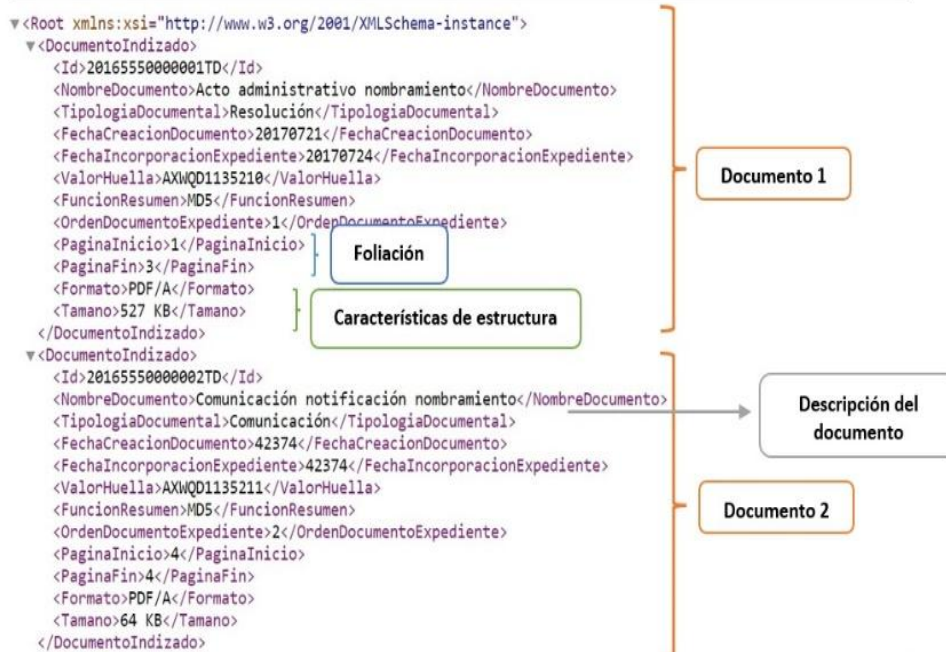 ▼<Root xmlns:xsi="http://www.w3.org/2001/XMLSchema-instance">
▼<DocumentoIndizado>
<Id>20165550000001TD</Id>
<NombreDocumento>Acto administrativo nombramiento</NombreDocumento>
<TipologiaDocumental>Resolución</TipologiaDocumental>
<FechaCreacionDocumento>20170721</FechaCreacionDocumento>
<FechaIncorporacionExpediente>20170724</FechaIncorporacionExpediente>
<ValorHuella>AXWQD1135210</ValorHuella>
<FuncionResumen>MD5</FuncionResumen>
<OrdenDocumentoExpediente>1</OrdenDocumentoExpediente>
<PaginaInicio>1</PaginaInicio>
<PaginaFin>3</PaginaFin>
<Formato>PDF/A</Formato>
<Tamano>527 KB</Tamano>
</DocumentoIndizado>
Foliación
Características de estructura
Documento 1
▼<DocumentoIndizado>
<Id>20165550000002TD</Id>
<NombreDocumento>Comunicación notificación nombramiento</NombreDocumento>
<TipologiaDocumental>Comunicación</TipologiaDocumental>
<FechaCreacionDocumento>42374</FechaCreacionDocumento>
<FechaIncorporacionExpediente>42374</FechaIncorporacionExpediente>
<ValorHuella>AXWQD1135211</ValorHuella>
<FuncionResumen>MD5</FuncionResumen>
<OrdenDocumentoExpediente>2</OrdenDocumentoExpediente>
<PaginaInicio>4</PaginaInicio>
<PaginaFin>4</PaginaFin>
<Formato>PDF/A</Formato>
<Tamano>64 KB</Tamano>
</DocumentoIndizado>
Descripción del
documento
Documento 2